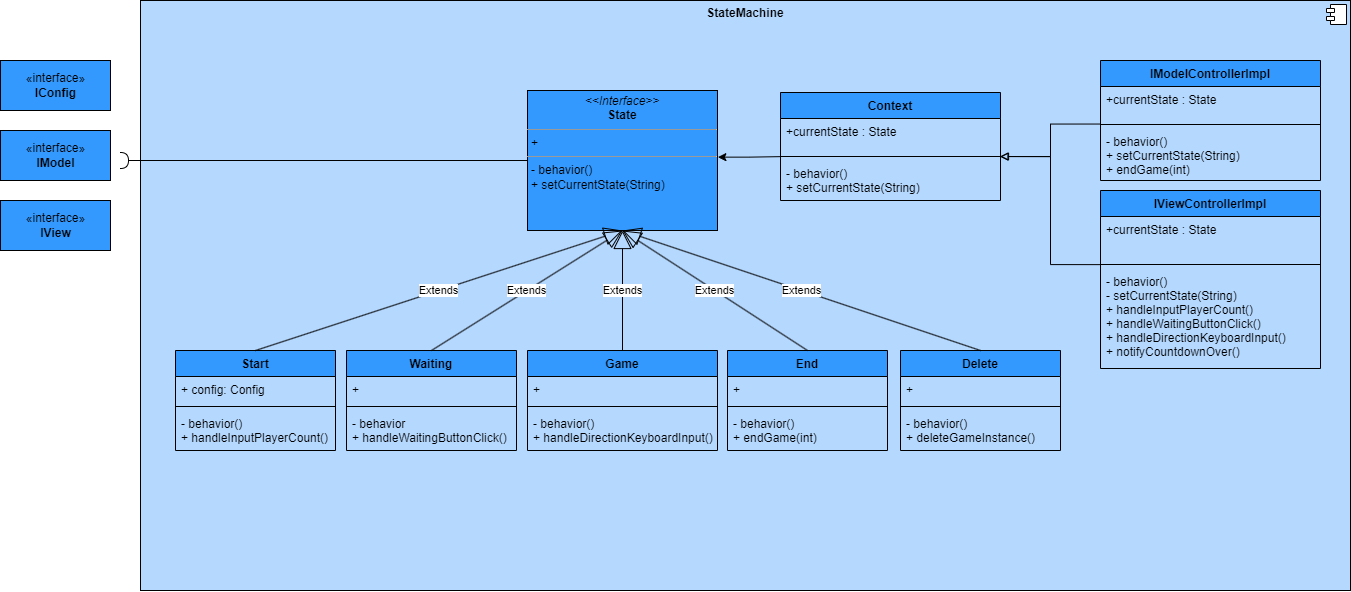 StateMachine
«interface»
IConfig
«interface»
IModel
«interface»
IView
<<Interface>>
State
+
- behavior()
+ setCurrentState(String)
Context
+currentState : State
- behavior()
+ setCurrentState(String)
IModelControllerImpl
+currentState : State
- behavior()
+ setCurrentState(String)
+ endGame(int)
IViewControllerImpl
+currentState : State
- behavior()
- setCurrentState(String)
+ handleInputPlayerCount()
+ handleWaitingButtonClick()
+ handleDirectionKeyboardInput()
+ notifyCountdownOver()
Extends
Extends
Extends
Extends
Extends
Start
+ config: Config
- behavior()
+ handleInputPlayerCount()
Waiting
+
- behavior
+ handleWaitingButtonClick()
Game
+
- behavior()
+ handleDirectionKeyboardInput()
End
+
- behavior()
+ endGame(int)
Delete
+
- behavior()
+ deleteGameInstance()